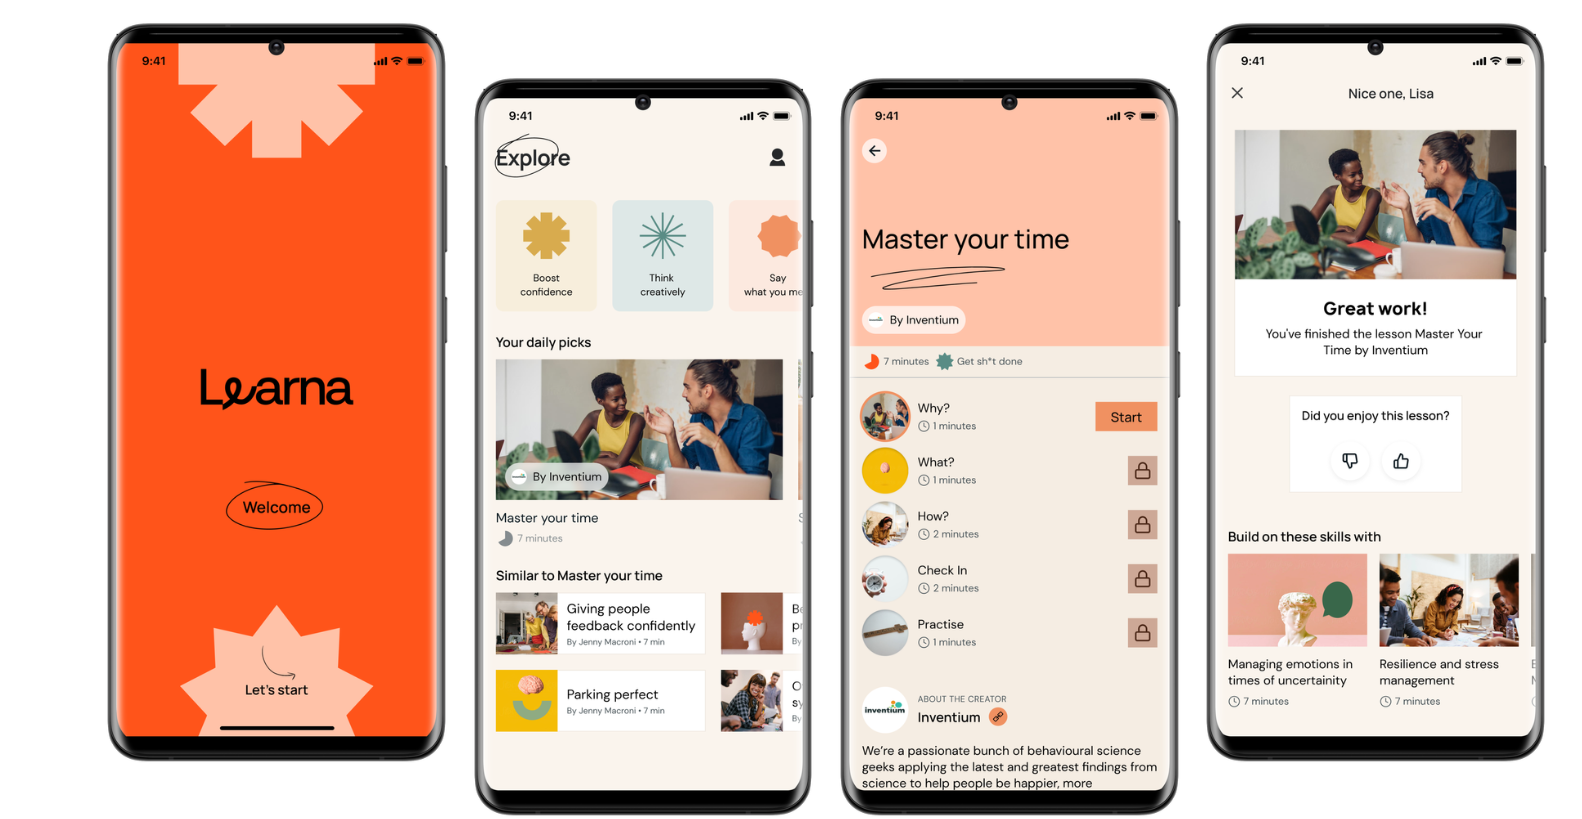 9:41
Learna
Welcome
Let's start
9:41
Explore
Boost
confidence
Think
creatively
Say
what you me
Your daily picks
By Inventium
Master your time
7 minutes
Similar to Master your time
Giving people
feedback confidently
By Jenny Macroni • 7 min
Be
pr
By
Parking perfect
By Jenny Macroni • 7 min
O
sy
By
9:41
Master your time
By Inventium
7 minutes
Get sh*t done
Why?
1 minutes
Start
What?
1 minutes
How?
2 minutes
Check In
2 minutes
Practise
1 minutes
inventium
ABOUT THE CREATOR
Inventium
We're a passionate bunch of behavioural science
geeks applying the latest and greatest findings from
science to help people be happier, more
9:41
Nice one, Lisa
Great work!
You've finished the lesson Master Your
Time by Inventium
Did you enjoy this lesson?
Build on these skills with
Managing emotions in
times of uncertainity
7 minutes
Resilience and stress
management
7 minutes